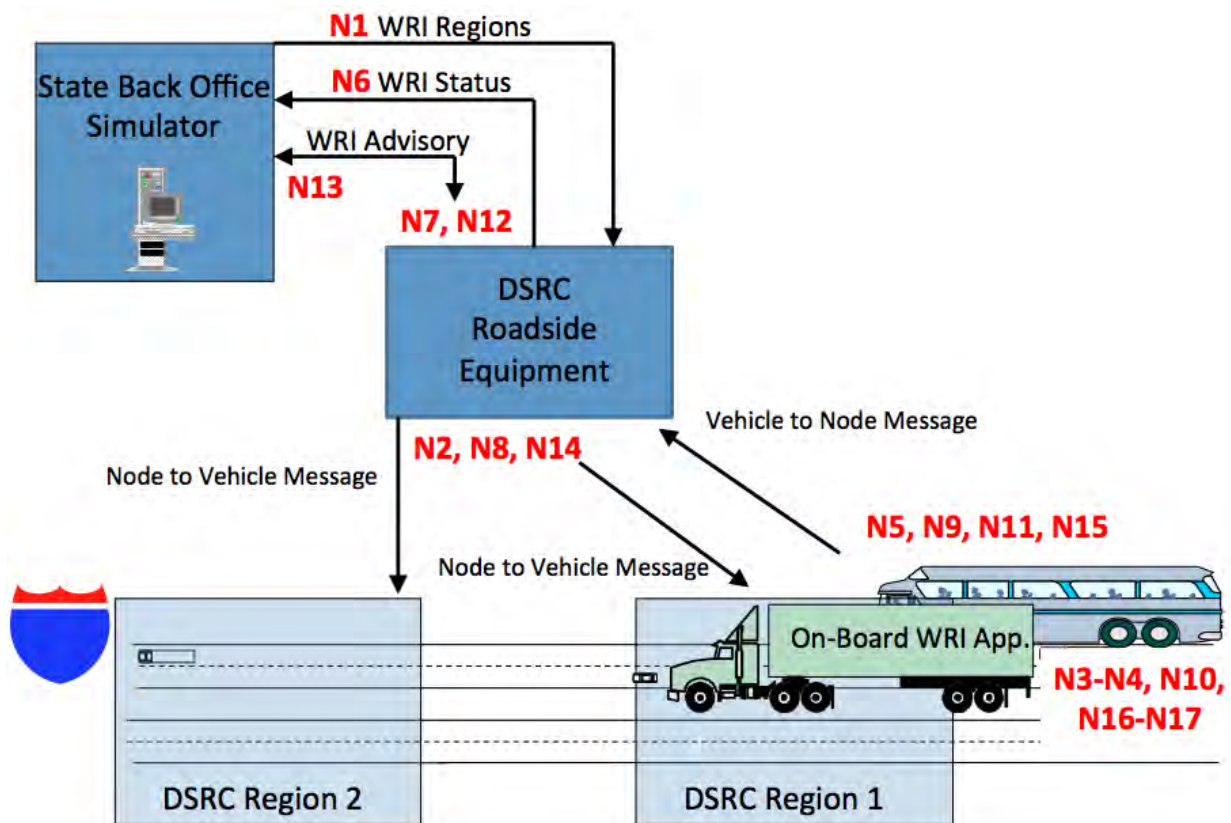 N1 WRI Regions
State Back Office
Simulator
N6 WRI Status
WRI Advisory
N13
N7, N12
DSRC
Roadside
Equipment
Vehicle to Node Message
N2, N8, N14
Node to Vehicle Message
N5, N9, N11, N15
Node to Vehicle Message
On-Board WRI App.
N3-N4, N10,
N16-N17
DSRC Region 2
DSRC Region 1